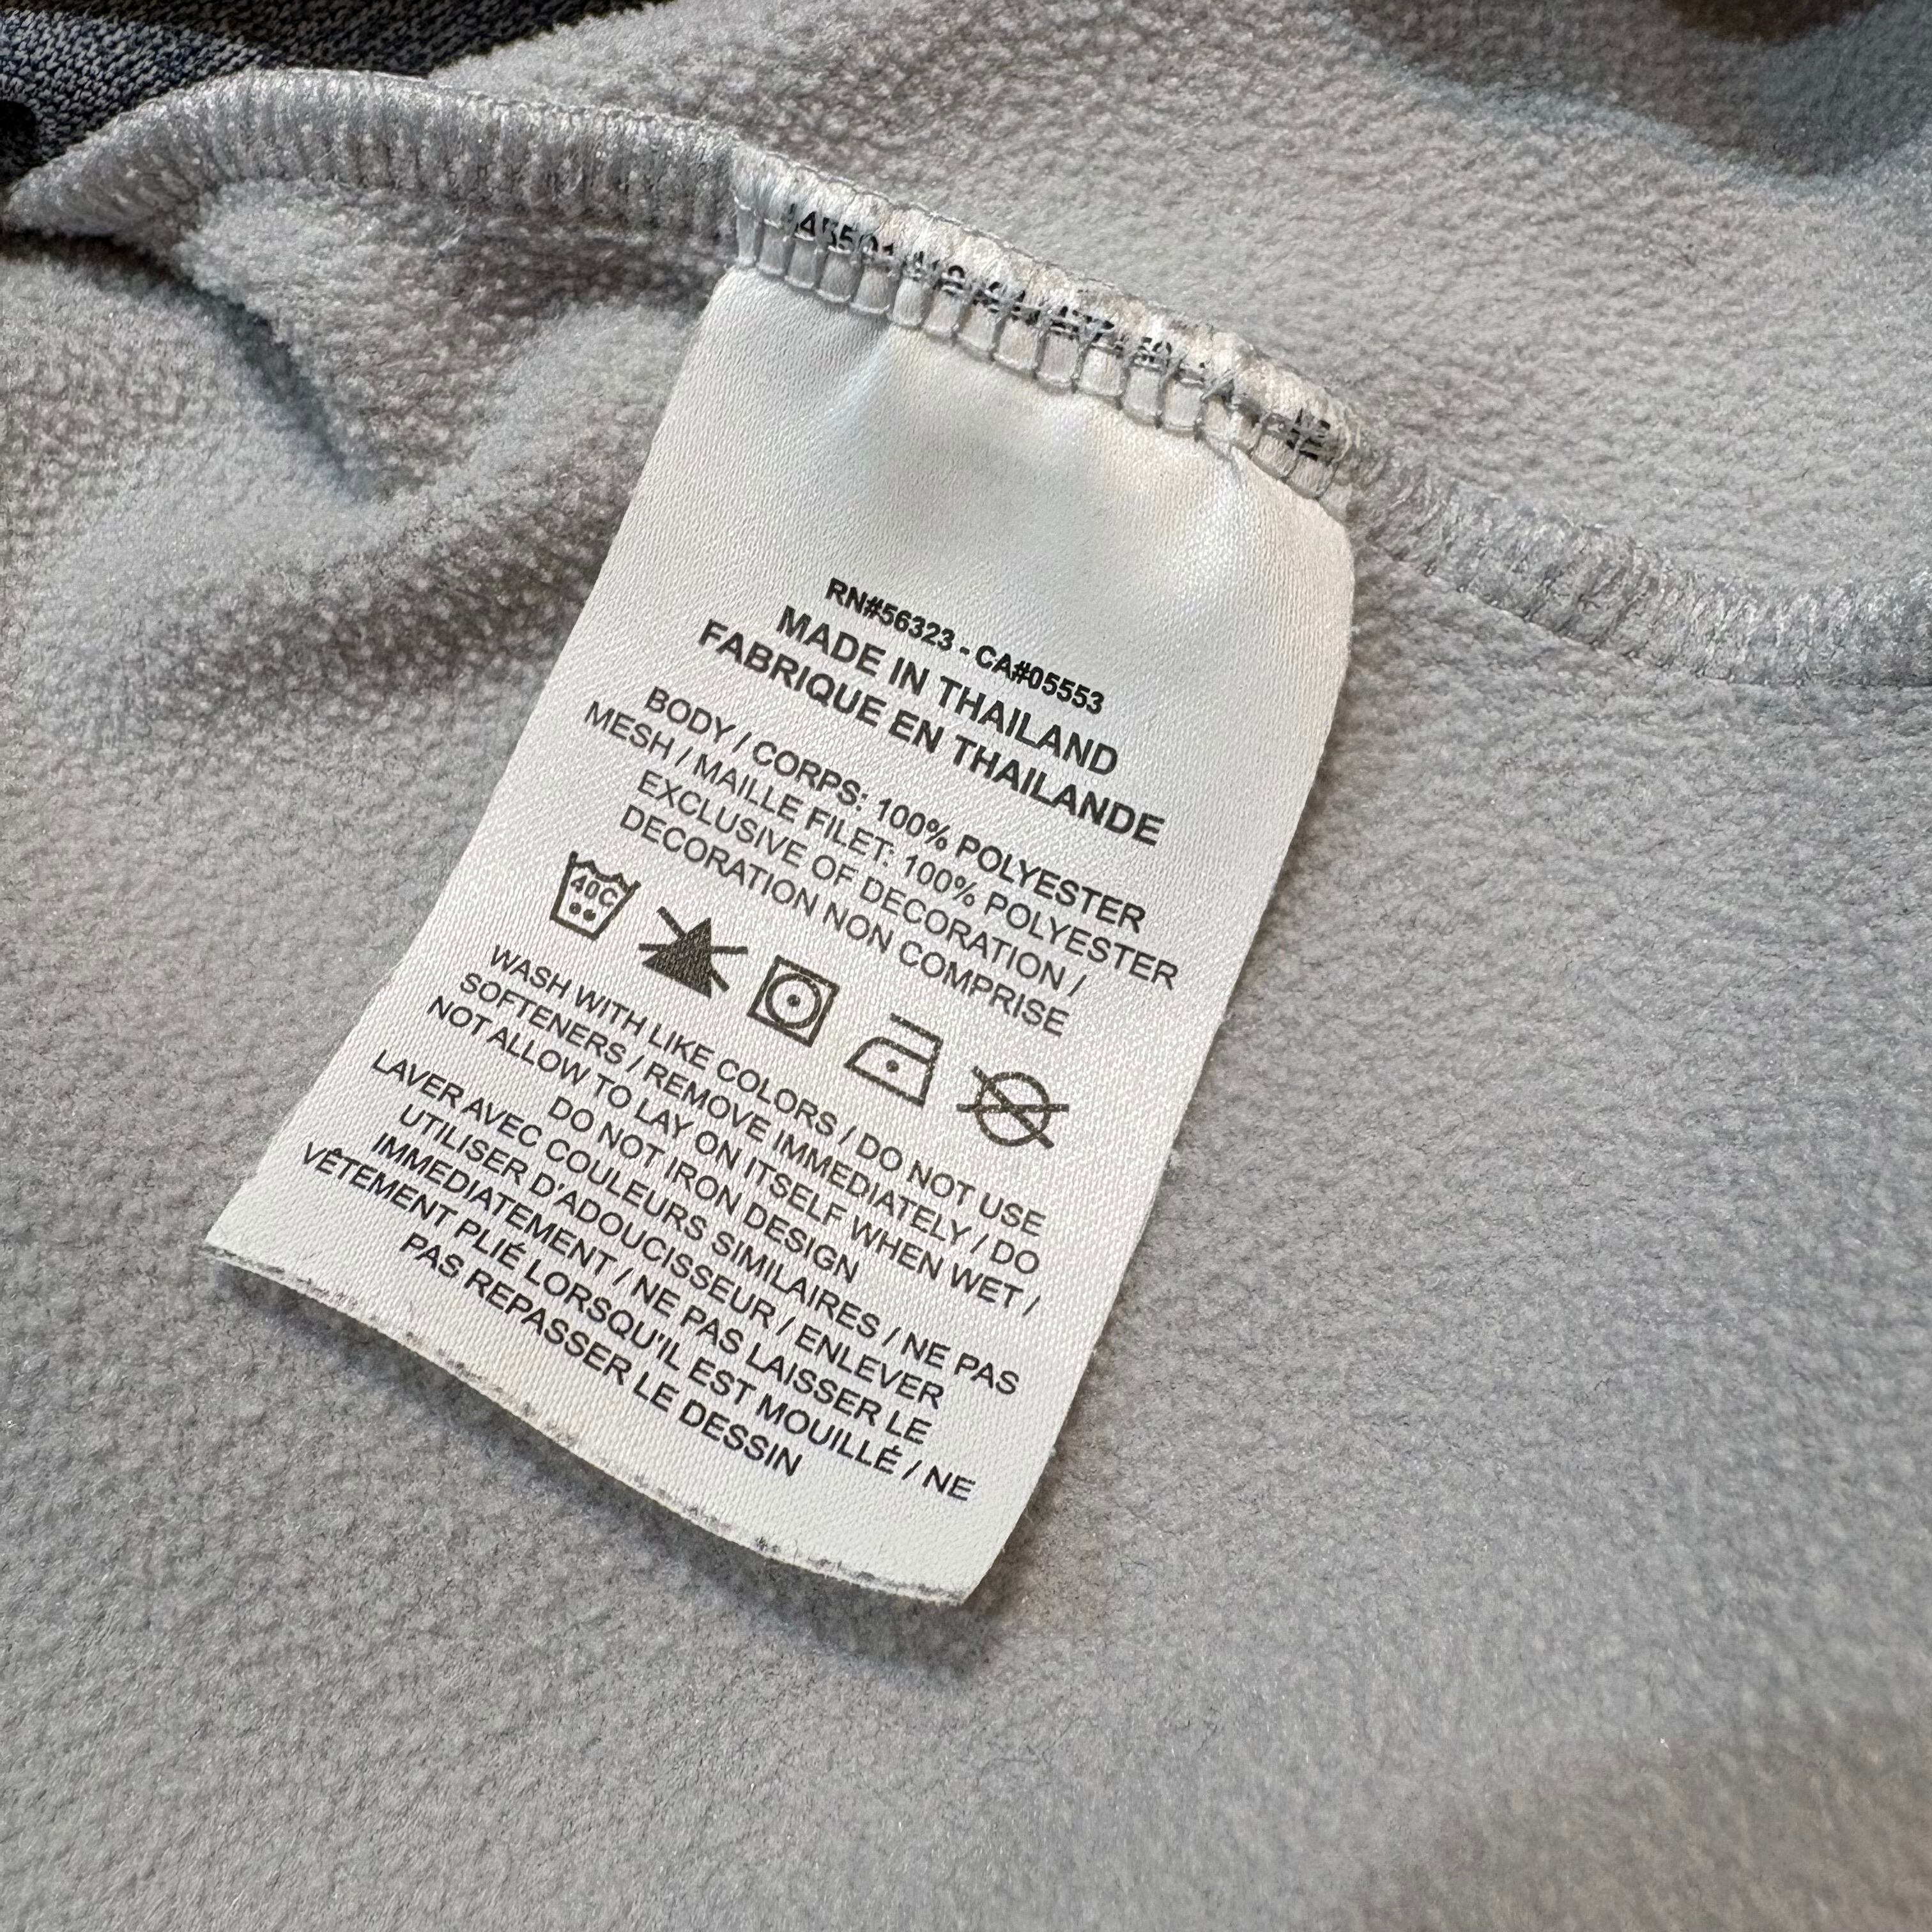 RN#56323 - CA#05553
MADE IN THAILAND
FABRIQUE EN THAILANDE
BODY / CORPS: 100% POLYESTER
MESH / MAILLE FILET: 100% POLYESTER
EXCLUSIVE OF DECORATION /
DECORATION NON COMPRISE
40C
WASH WITH LIKE COLORS / DO NOT USE
SOFTENERS / REMOVE IMMEDIATELY / DO
NOT ALLOW TO LAY ON ITSELF WHEN WET /
DO NOT IRON DESIGN
LAVER AVEC COULEURS SIMILAIRES / NE PAS
UTILISER D'ADOUCISSEUR / ENLEVER
IMMEDIATEMENT / NE PAS LAISSER LE
VÊTEMENT PLIÉ LORSQU'IL EST MOUILLÉ / NE
PAS REPASSER LE DESSIN